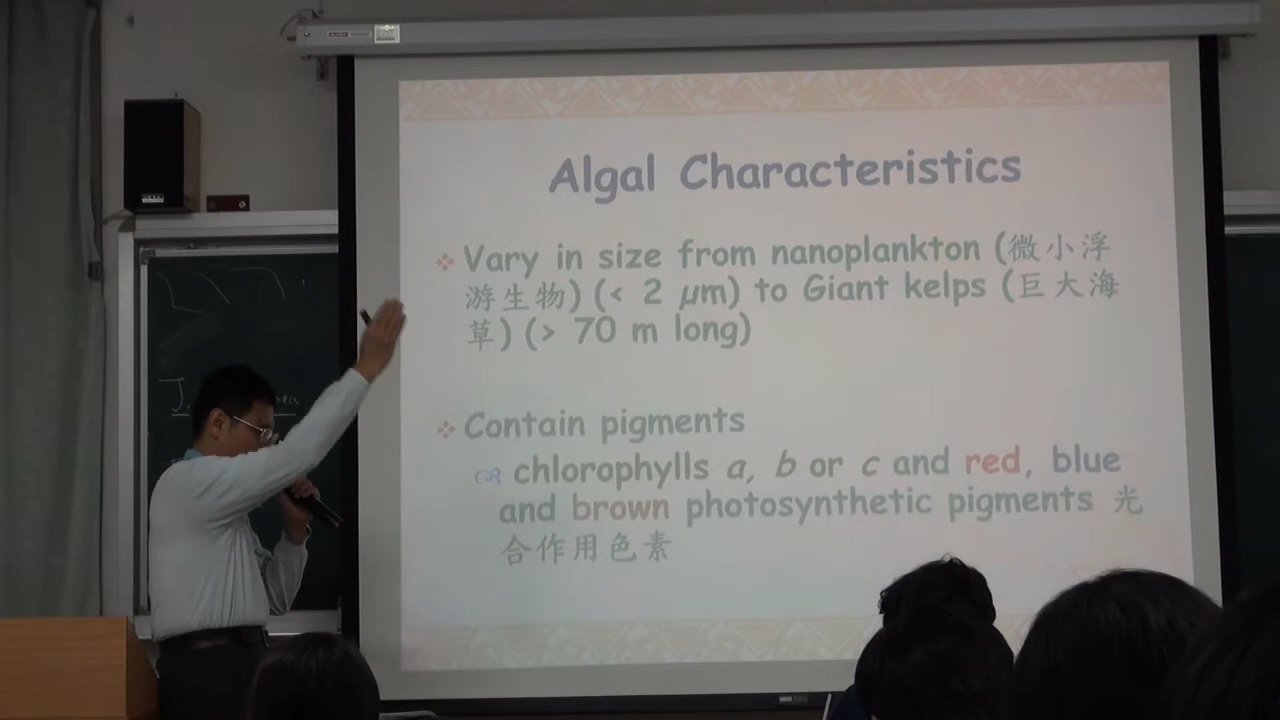 Algal Characteristics
Vary in size from nanoplankton (微小浮
游生物) (< 2 µm) to Giant kelps (巨大海
草) (> 70 m long)
Contain pigments
chlorophylls a, b or c and red, blue
and brown photosynthetic pigments 光
合作用色素